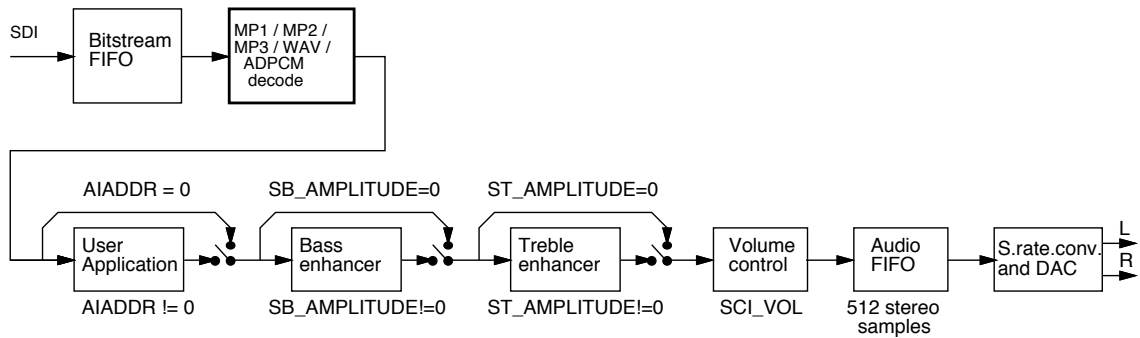 SDI
Bitstream
FIFO
MP1 / MP2 /
MP3 / WAV /
ADPCM
decode
AIADDR = 0
SB_AMPLITUDE=0
ST_AMPLITUDE=0
User
Application
Bass
enhancer
Treble
enhancer
Volume
control
Audio
FIFO
S.rate.conv.
and DAC
L
R
AIADDR != 0
SB_AMPLITUDE!=0
ST_AMPLITUDE!=0
SCI_VOL
512 stereo
samples